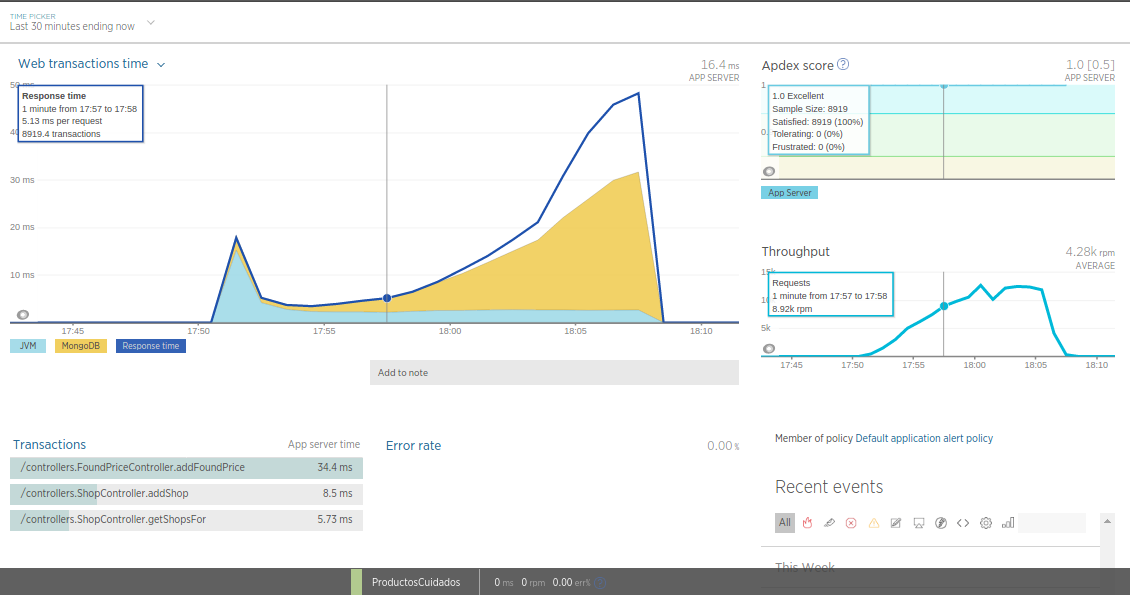 TIME PICKER
Last 30 minutes ending now
Web transactions time
16.4 ms
APP SERVER
50 ms
Response time
1 minute from 17:57 to 17:58
5.13 ms per request
8919.4 transactions
30 ms
20 ms
10 ms
17:45 17:50 17:55 18:00 18:05 18:10
JVM MongoDB Response time
Add to note
Apdex score ?
1.0 [0.5]
APP SERVER
1
1.0 Excellent
Sample Size: 8919
Satisfied: 8919 (100%)
Tolerating: 0 (0%)
Frustrated: 0 (0%)
0.
App Server
Throughput
4.28k rpm
AVERAGE
15k
Requests
1 minute from 17:57 to 17:58
8.92k rpm
5k
17:45 17:50 17:55 18:00 18:05 18:10
Transactions App server time
/controllers.FoundPriceController.addFoundPrice 34.4 ms
/controllers.ShopController.addShop 8.5 ms
/controllers.ShopController.getShopsFor 5.73 ms
Error rate 0.00 %
Member of policy Default application alert policy
Recent events
All
This Week
ProductosCuidados 0 ms 0 rpm 0.00 err%